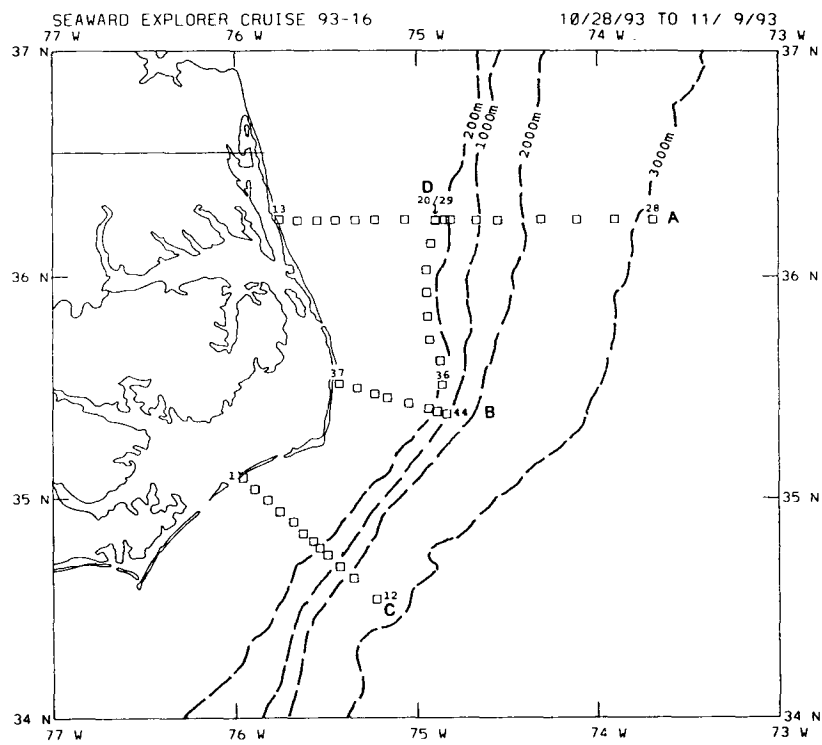 SEAWARD EXPLORER CRUISE 93-16 10/28/93 TO 11/ 9/93
77 W 76 W 75 W 74 W 73 W
37 N 37 N
200m
1000m
2000m
3000m
D
20/29
13 28 A
36 N 36 N
37 36
44 B
35 N 35 N
12
C
34 N 34 N
77 W 76 W 75 W 74 W 73 W